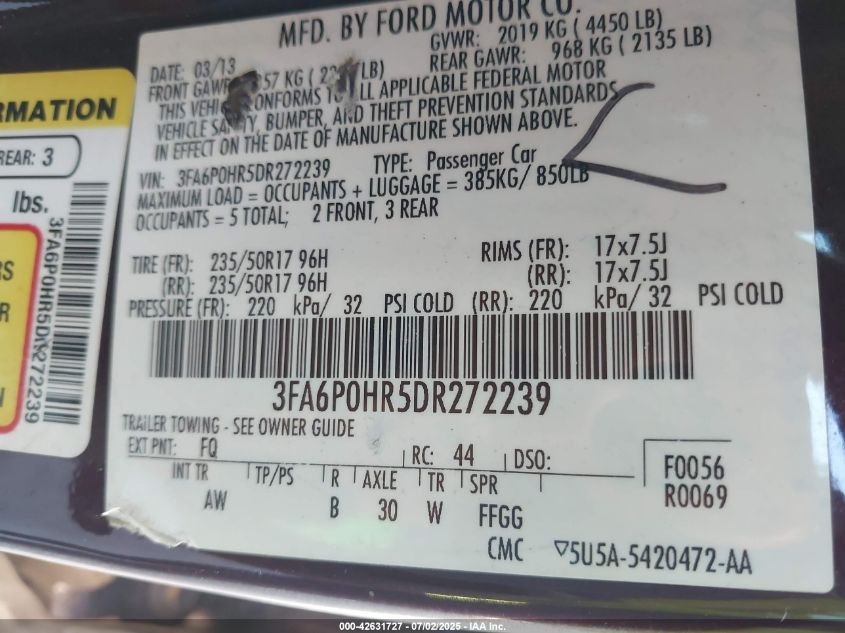 MFD. BY FORD MOTOR CO.
DATE: 03/13 GVWR: 2019 KG ( 4450 LB)
FRONT GAWR: 57 KG ( LB) REAR GAWR: 968 KG ( 2135 LB)
THIS VEHI CONFORMS TO ALL APPLICABLE FEDERAL MOTOR
VEHICLE SAFETY, BUMPER, AND THEFT PREVENTION STANDARDS
IN EFFECT ON THE DATE OF MANUFACTURE SHOWN ABOVE.
VIN: 3FA6P0HR5DR272239 TYPE: Passenger Car
MAXIMUM LOAD = OCCUPANTS + LUGGAGE = 385KG/ 850LB
OCCUPANTS = 5 TOTAL; 2 FRONT, 3 REAR
TIRE (FR): 235/50R17 96H RIMS (FR): 17x7.5J
(RR): 235/50R17 96H (RR): 17x7.5J
PRESSURE (FR): 220 kPa/ 32 PSI COLD (RR): 220 kPa/ 32 PSI COLD
3FA6P0HR5DR272239
TRAILER TOWING - SEE OWNER GUIDE
EXT PNT: FQ RC: 44 DSO: F0056
INT TR TP/PS R AXLE TR SPR R0069
AW B 30 W FFGG
CMC ▽5U5A-5420472-AA
RMATION
REAR: 3
lbs.
3FA6P0HR5DR272239
000-42631727 - 07/02/2025 - IAA Inc.